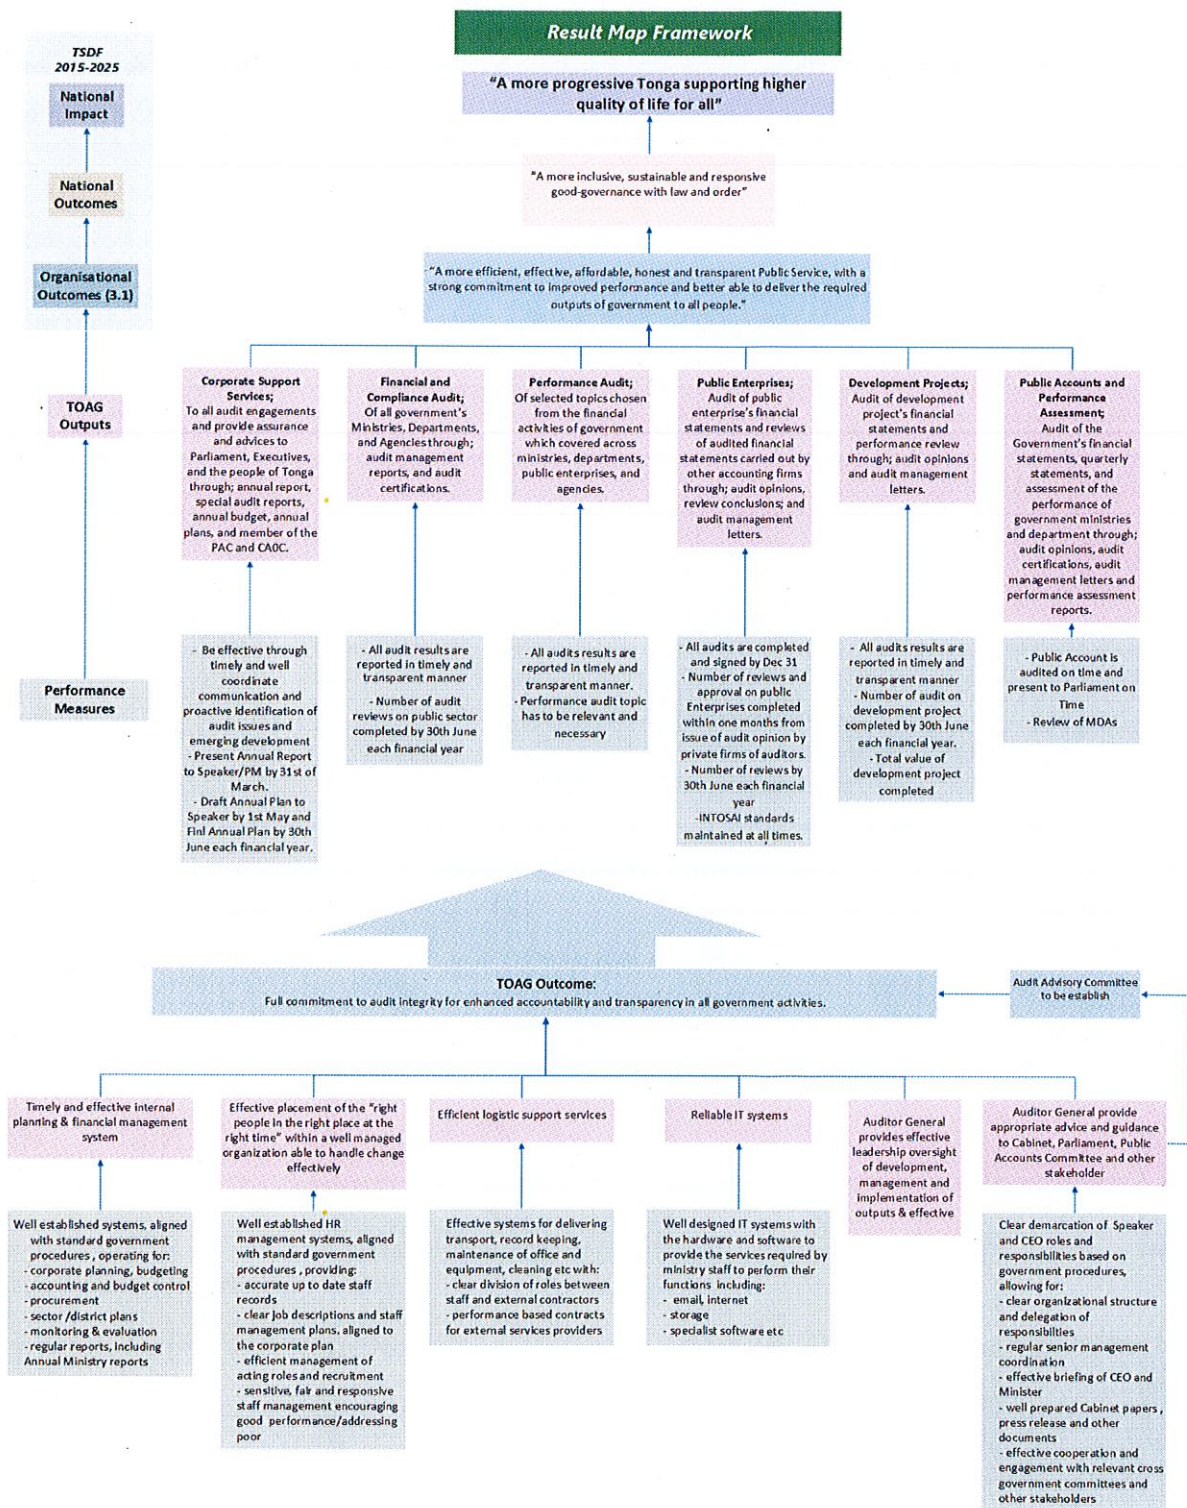 Result Map Framework
TSDF
2015-2025
National
Impact
National
Outcomes
Organisational
Outcomes (3.1)
TOAG
Outputs
Performance
Measures
"A more progressive Tonga supporting higher
quality of life for all"
"A more inclusive, sustainable and responsive
good-governance with law and order"
"A more efficient, effective, affordable, honest and transparent Public Service, with a
strong commitment to improved performance and better able to deliver the required
outputs of government to all people."
Corporate Support
Services;
To all audit engagements
and provide assurance
and advices to
Parliament, Executives,
and the people of Tonga
through; annual report,
special audit reports,
annual budget, annual
plans, and member of the
PAC and CAOC.
Financial and
Compliance Audit;
Of all government's
Ministries, Departments,
and Agencies through;
audit management
reports, and audit
certifications.
Performance Audit;
Of selected topics chosen
from the financial
activities of government
which covered across
ministries, departments,
public enterprises, and
agencies.
Public Enterprises;
Audit of public
enterprise's financial
statements and reviews
of audited financial
statements carried out by
other accounting firms
through; audit opinions,
review conclusions; and
audit management
letters.
Development Projects;
Audit of development
project's financial
statements and
performance review
through; audit opinions
and audit management
letters.
Public Accounts and
Performance
Assessment;
Audit of the
Government's financial
statements, quarterly
statements, and
assessment of the
performance of
government ministries
and department through;
audit opinions, audit
certifications, audit
management letters and
performance assessment
reports.
- Be effective through
timely and well
coordinate
communication and
proactive identification of
audit issues and
emerging development
- Present Annual Report
to Speaker/PM by 31st of
March.
- Draft Annual Plan to
Speaker by 1st May and
Finl Annual Plan by 30th
June each financial year.
- All audit results are
reported in timely and
transparent manner
- Number of audit
reviews on public sector
completed by 30th June
each financial year
- All audits results are
reported in timely and
transparent manner.
- Performance audit topic
has to be relevant and
necessary
- All audits are completed
and signed by Dec 31
- Number of reviews and
approval on public
Enterprises completed
within one months from
issue of audit opinion by
private firms of auditors.
- Number of reviews by
30th June each financial
year
-INTOSAI standards
maintained at all times.
- All audits results are
reported in timely and
transparent manner
- Number of audit on
development project
completed by 30th June
each financial year.
- Total value of
development project
completed
- Public Account is
audited on time and
present to Parliament on
Time
- Review of MDAs
TOAG Outcome:
Full commitment to audit integrity for enhanced accountability and transparency in all government activities.
Audit Advisory Committee
to be establish
Timely and effective internal
planning & financial management
system
Effective placement of the "right
people in the right place at the
right time" within a well managed
organization able to handle change
effectively
Efficient logistic support services
Reliable IT systems
Auditor General
provides effective
leadership oversight
of development,
management and
implementation of
outputs & effective
Auditor General provide
appropriate advice and guidance
to Cabinet, Parliament, Public
Accounts Committee and other
stakeholder
Well established systems, aligned
with standard government
procedures , operating for:
- corporate planning, budgeting
- accounting and budget control
- procurement
- sector /district plans
- monitoring & evaluation
- regular reports, including
Annual Ministry reports
Well established HR
management systems, aligned
with standard government
procedures , providing:
- accurate up to date staff
records
- clear job descriptions and staff
management plans, aligned to
the corporate plan
- efficient management of
acting roles and recruitment
- sensitive, fair and responsive
staff management encouraging
good performance/addressing
poor
Effective systems for delivering
transport, record keeping,
maintenance of office and
equipment, cleaning etc with:
- clear division of roles between
staff and external contractors
- performance based contracts
for external services providers
Well designed IT systems with
the hardware and software to
provide the services required by
ministry staff to perform their
functions including:
- email, internet
- storage
- specialist software etc
Clear demarcation of Speaker
and CEO roles and
responsibilities based on
government procedures,
allowing for:
- clear organizational structure
and delegation of
responsibilties
- regular senior management
coordination
- effective briefing of CEO and
Minister
- well prepared Cabinet papers ,
press release and other
documents
- effective cooperation and
engagement with relevant cross
government committees and
other stakeholders